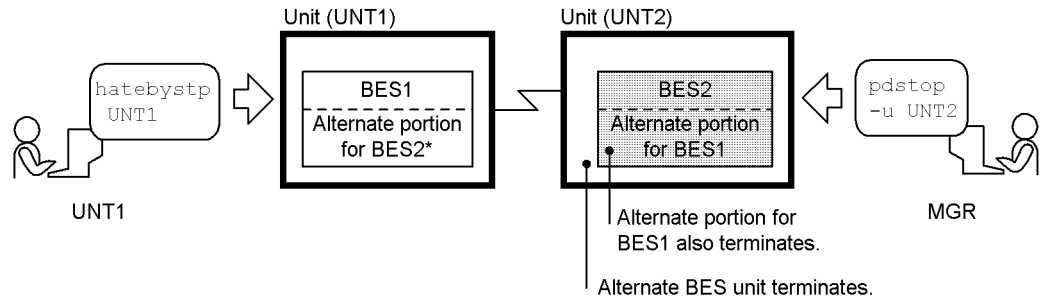 Unit (UNT1)
Unit (UNT2)
hatebystp
UNT1
BES1
Alternate portion
for BES2*
BES2
Alternate portion
for BES1
pdstop
-u UNT2
UNT1
MGR
Alternate portion for
BES1 also terminates.
Alternate BES unit terminates.